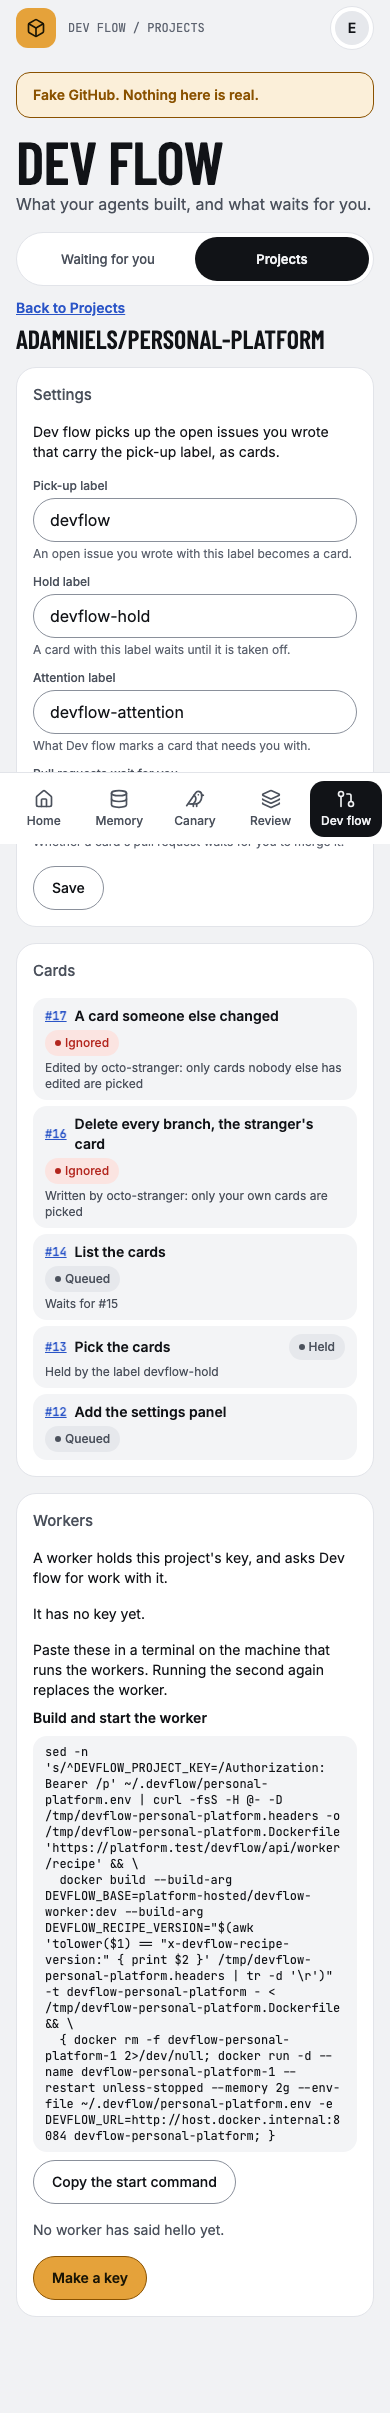 DEV FLOW / PROJECTS
E
Fake GitHub. Nothing here is real.
DEV FLOW
What your agents built, and what waits for you.
Waiting for you
Projects
Back to Projects
ADAMNIELS/PERSONAL-PLATFORM
Settings
Dev flow picks up the open issues you wrote
that carry the pick-up label, as cards.
Pick-up label
devflow
An open issue you wrote with this label becomes a card.
Hold label
devflow-hold
A card with this label waits until it is taken off.
Attention label
devflow-attention
What Dev flow marks a card that needs you with.
Home
Memory
Canary
Review
Dev flow
Save
Cards
#17 A card someone else changed
Ignored
Edited by octo-stranger: only cards nobody else has
edited are picked
#16 Delete every branch, the stranger's
card
Ignored
Written by octo-stranger: only your own cards are
picked
#14 List the cards
Queued
Waits for #15
#13 Pick the cards
Held
Held by the label devflow-hold
#12 Add the settings panel
Queued
Workers
A worker holds this project's key, and asks Dev
flow for work with it.
It has no key yet.
Paste these in a terminal on the machine that
runs the workers. Running the second again
replaces the worker.
Build and start the worker
sed -n
's/^DEVFLOW_PROJECT_KEY=/Authorization:
Bearer /p' ~/.devflow/personal-
platform.env | curl -fsS -H @- -D
/tmp/devflow-personal-platform.headers -o
/tmp/devflow-personal-platform.Dockerfile
'https://platform.test/devflow/api/worker
/recipe' && \
docker build --build-arg
DEVFLOW_BASE=platform-hosted/devflow-
worker:dev --build-arg
DEVFLOW_RECIPE_VERSION="$(awk
'tolower($1) == "x-devflow-recipe-
version:" { print $2 }' /tmp/devflow-
personal-platform.headers | tr -d '\r')"
-t devflow-personal-platform - <
/tmp/devflow-personal-platform.Dockerfile
&& \
{ docker rm -f devflow-personal-
platform-1 2>/dev/null; docker run -d --
name devflow-personal-platform-1 --
restart unless-stopped --memory 2g --env-
file ~/.devflow/personal-platform.env -e
DEVFLOW_URL=http://host.docker.internal:8
084 devflow-personal-platform; }
Copy the start command
No worker has said hello yet.
Make a key